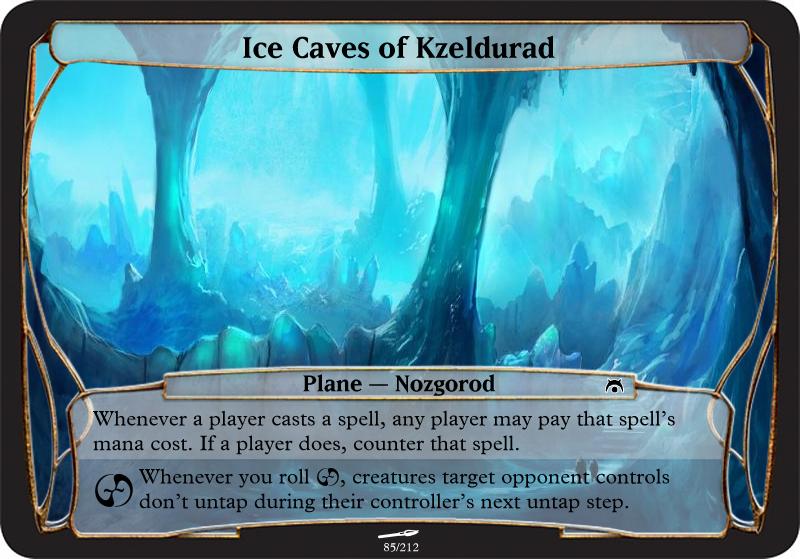 Ice Caves of Kzeldurad
Plane — Nozgorod
Whenever a player casts a spell, any player may pay that spell's
mana cost. If a player does, counter that spell.
Whenever you roll , creatures target opponent controls
don't untap during their controller's next untap step.
85/212